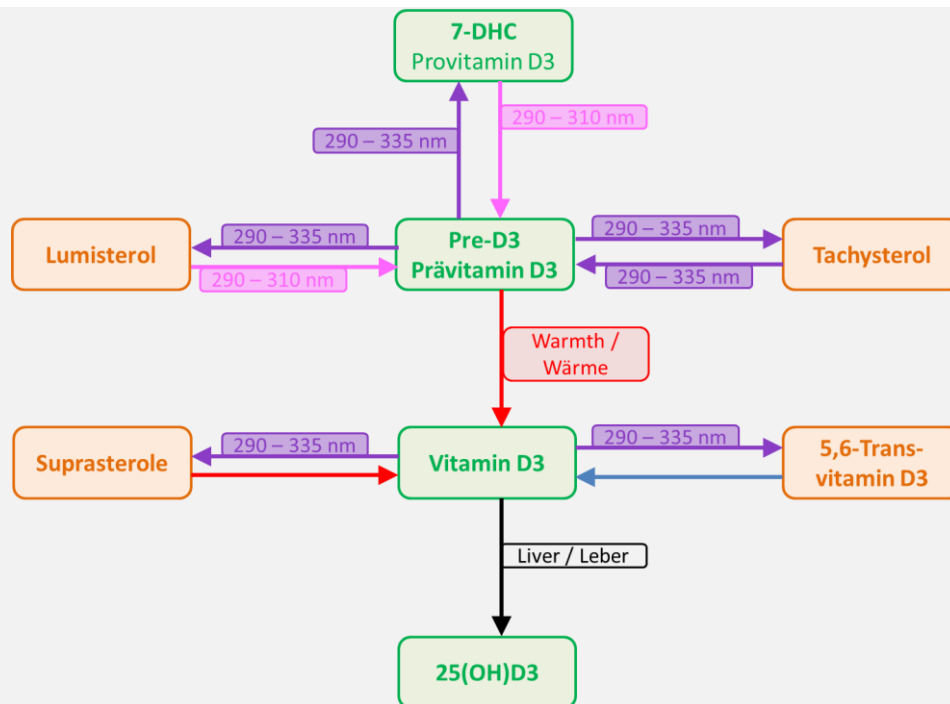 7-DHC
Provitamin D3
290 – 335 nm
290 – 310 nm
Lumisterol
290 – 335 nm
290 – 310 nm
Pre-D3
Prävitamin D3
290 – 335 nm
290 – 335 nm
Tachysterol
Warmth /
Wärme
Suprasterole
290 – 335 nm
Vitamin D3
290 – 335 nm
5,6-Trans-
vitamin D3
Liver / Leber
25(OH)D3